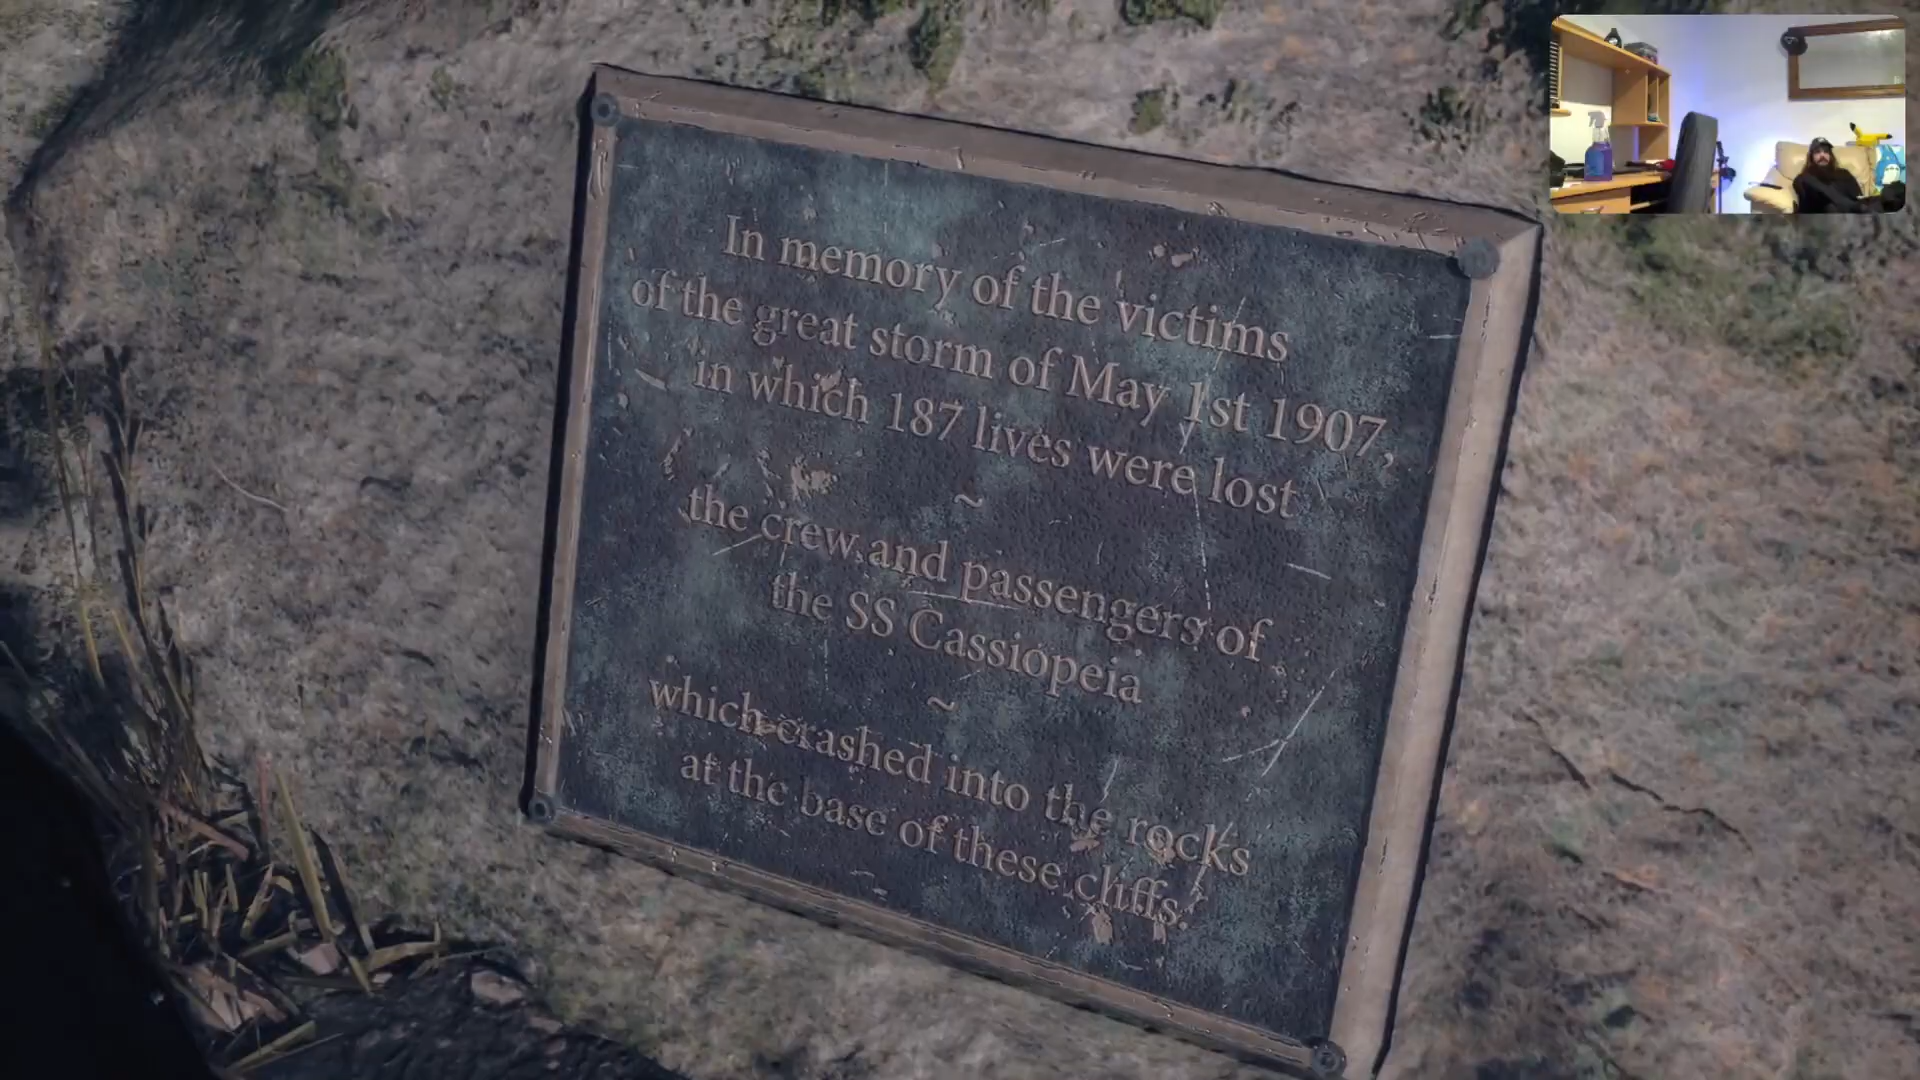 In memory of the victims
of the great storm of May 1st 1907,
in which 187 lives were lost
~
the crew and passengers of
the SS Cassiopeia
~
which crashed into the rocks
at the base of these cliffs.